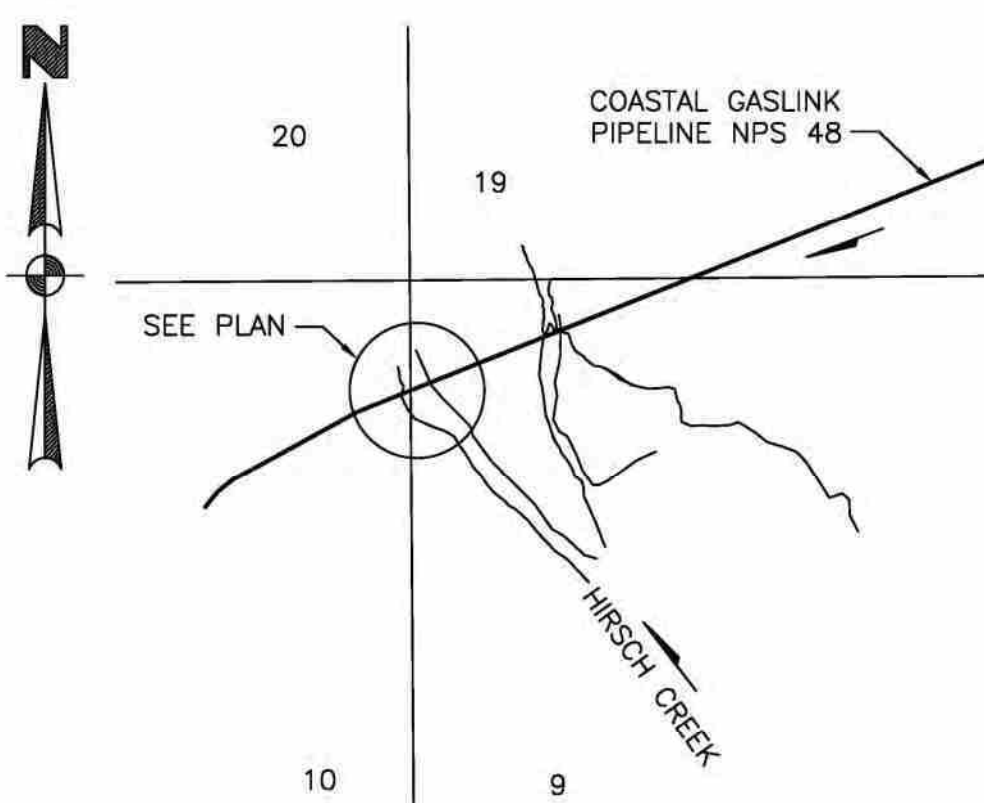 N
20
COASTAL GASLINK
PIPELINE NPS 48
19
SEE PLAN
HIRSCH CREEK
10
9